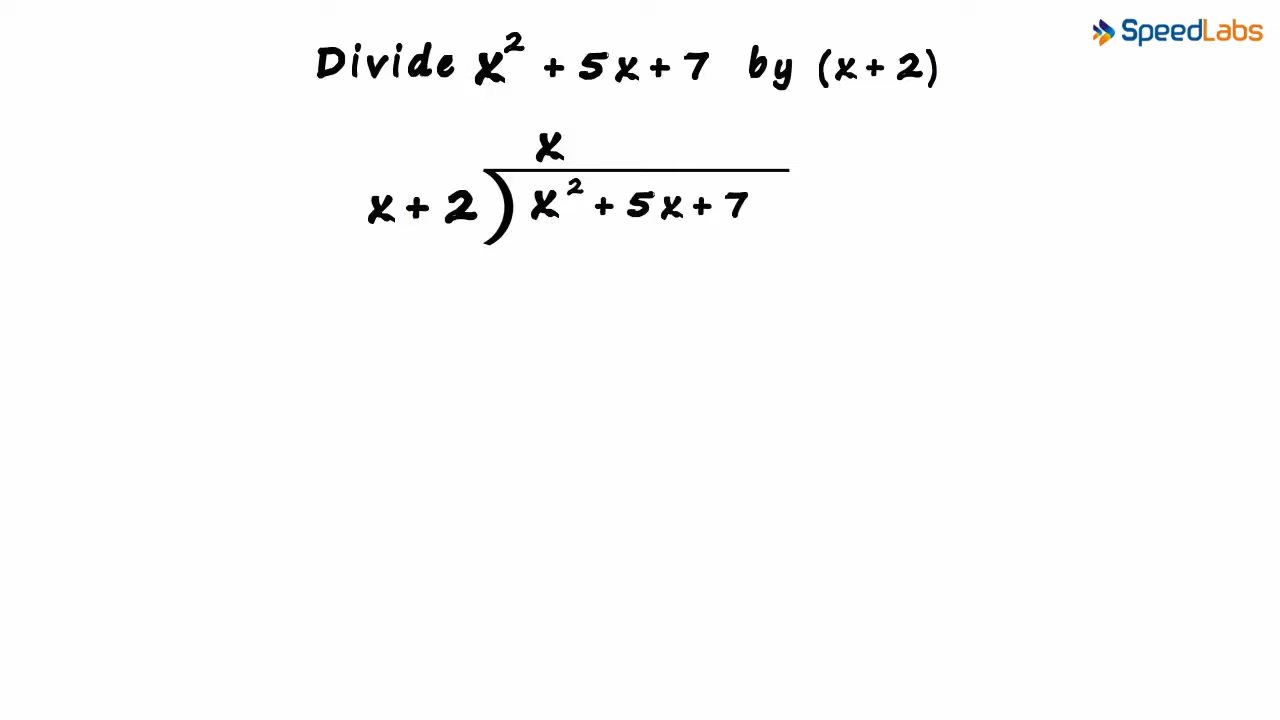 SpeedLabs
Divide x² + 5x + 7 by (x + 2)
x
x + 2 ) x² + 5x + 7